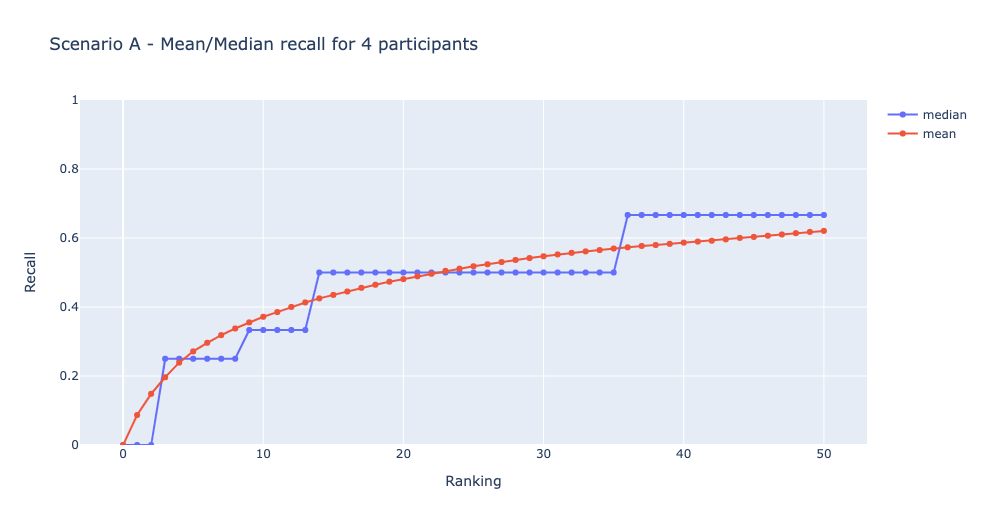 Scenario A - Mean/Median recall for 4 participants
1
0.8
0.6
0.4
0.2
0
Recall
0 10 20 30 40 50
Ranking
median
mean